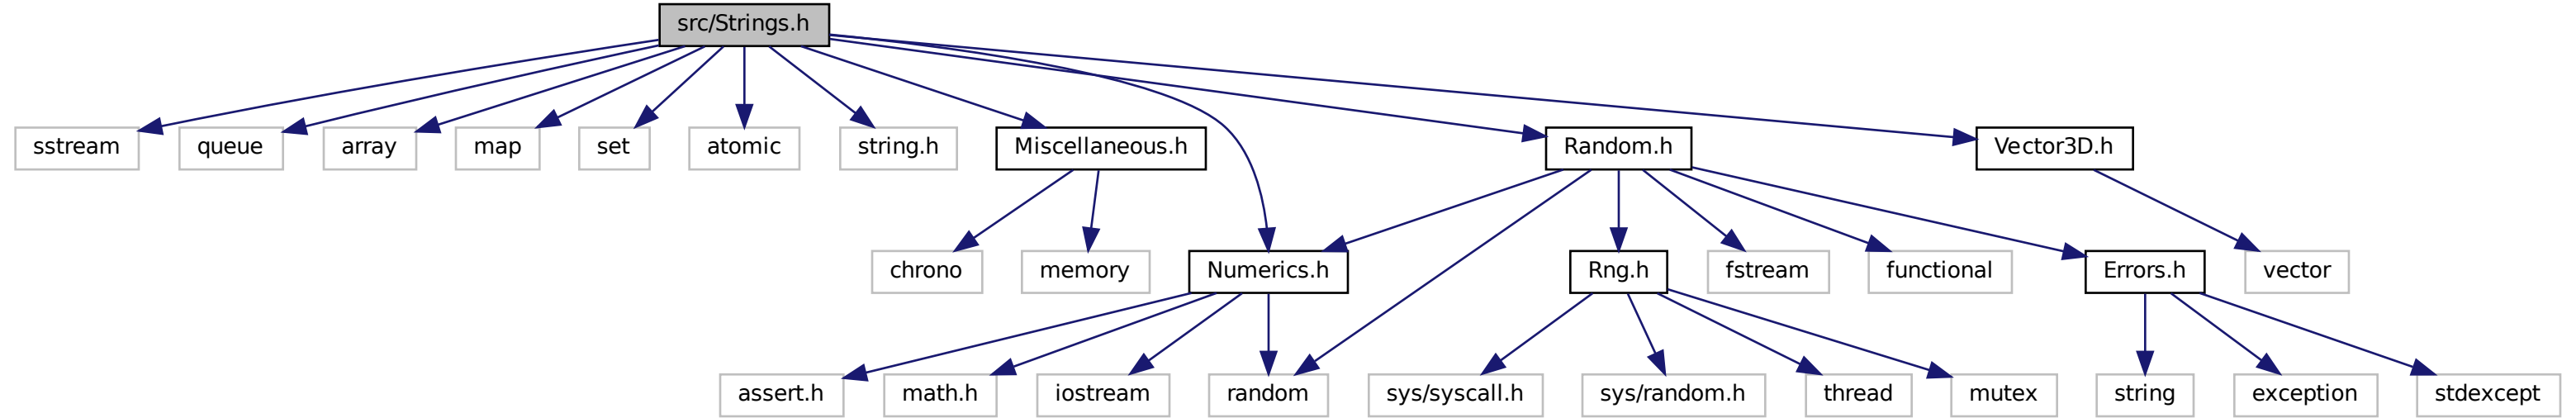 src/Strings.h
sstream
queue
array
map
set
atomic
string.h
Miscellaneous.h
Random.h
Vector3D.h
chrono
memory
Numerics.h
Rng.h
fstream
functional
Errors.h
vector
assert.h
math.h
iostream
random
sys/syscall.h
sys/random.h
thread
mutex
string
exception
stdexcept